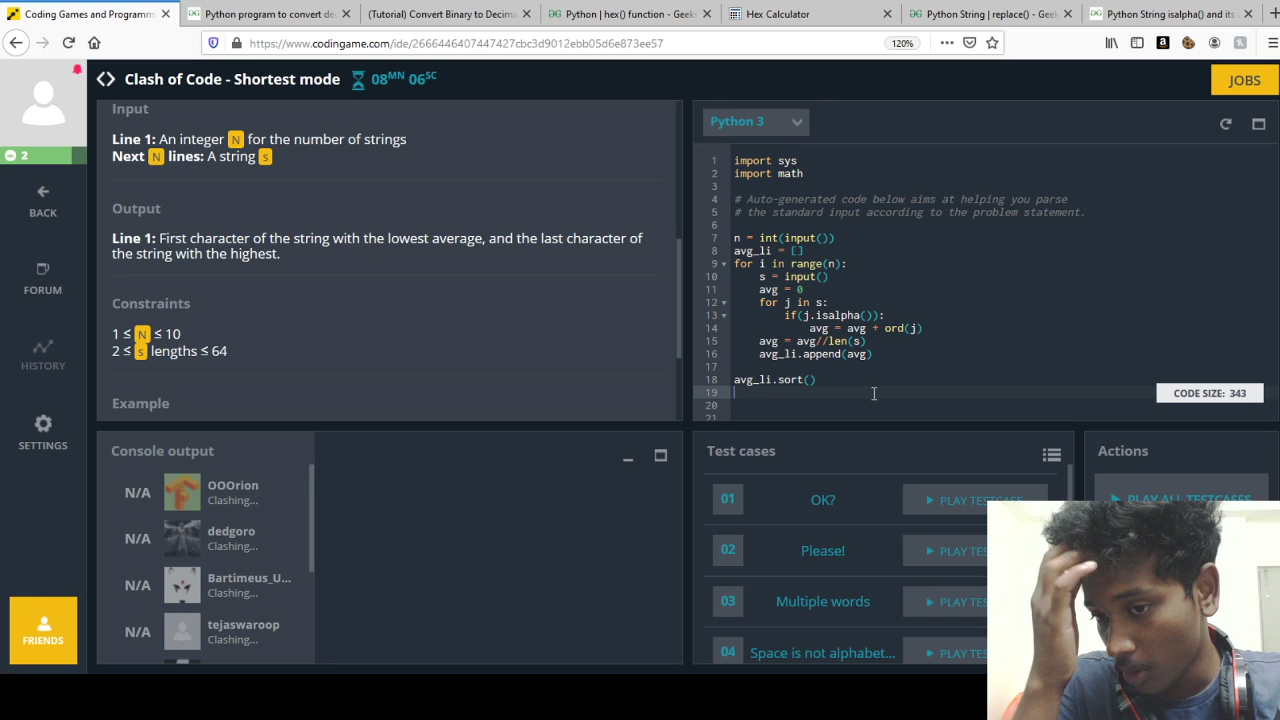 Coding Games and Programm
Python program to convert de
(Tutorial) Convert Binary to Decima
Python | hex() function - Geeks
Hex Calculator
Python String | replace() - Geek
Python String isalpha() and its
https://www.codingame.com/ide/2666446407447427cbc3d9012ebb05d6e873ee57
120%
Clash of Code - Shortest mode
08MN 06SC
JOBS
2
BACK
FORUM
HISTORY
SETTINGS
FRIENDS
Input
Line 1: An integer N for the number of strings
Next N lines: A string s
Output
Line 1: First character of the string with the lowest average, and the last character of
the string with the highest.
Constraints
1 ≤ N ≤ 10
2 ≤ s lengths ≤ 64
Example
Python 3
1 import sys
2 import math
3
4 # Auto-generated code below aims at helping you parse
5 # the standard input according to the problem statement.
6
7 n = int(input())
8 avg_li = []
9 for i in range(n):
10 s = input()
11 avg = 0
12 for j in s:
13 if(j.isalpha()):
14 avg = avg + ord(j)
15 avg = avg//len(s)
16 avg_li.append(avg)
17
18 avg_li.sort()
19
20
21
CODE SIZE: 343
Console output
N/A OOOrion
Clashing...
N/A dedgoro
Clashing...
N/A Bartimeus_U...
Clashing...
N/A tejaswaroop
Clashing...
Test cases
01 OK? PLAY TESTCASE
02 Please! PLAY TES
03 Multiple words PLAY TES
04 Space is not alphabet... PLAY TES
Actions
PLAY ALL TESTCASES